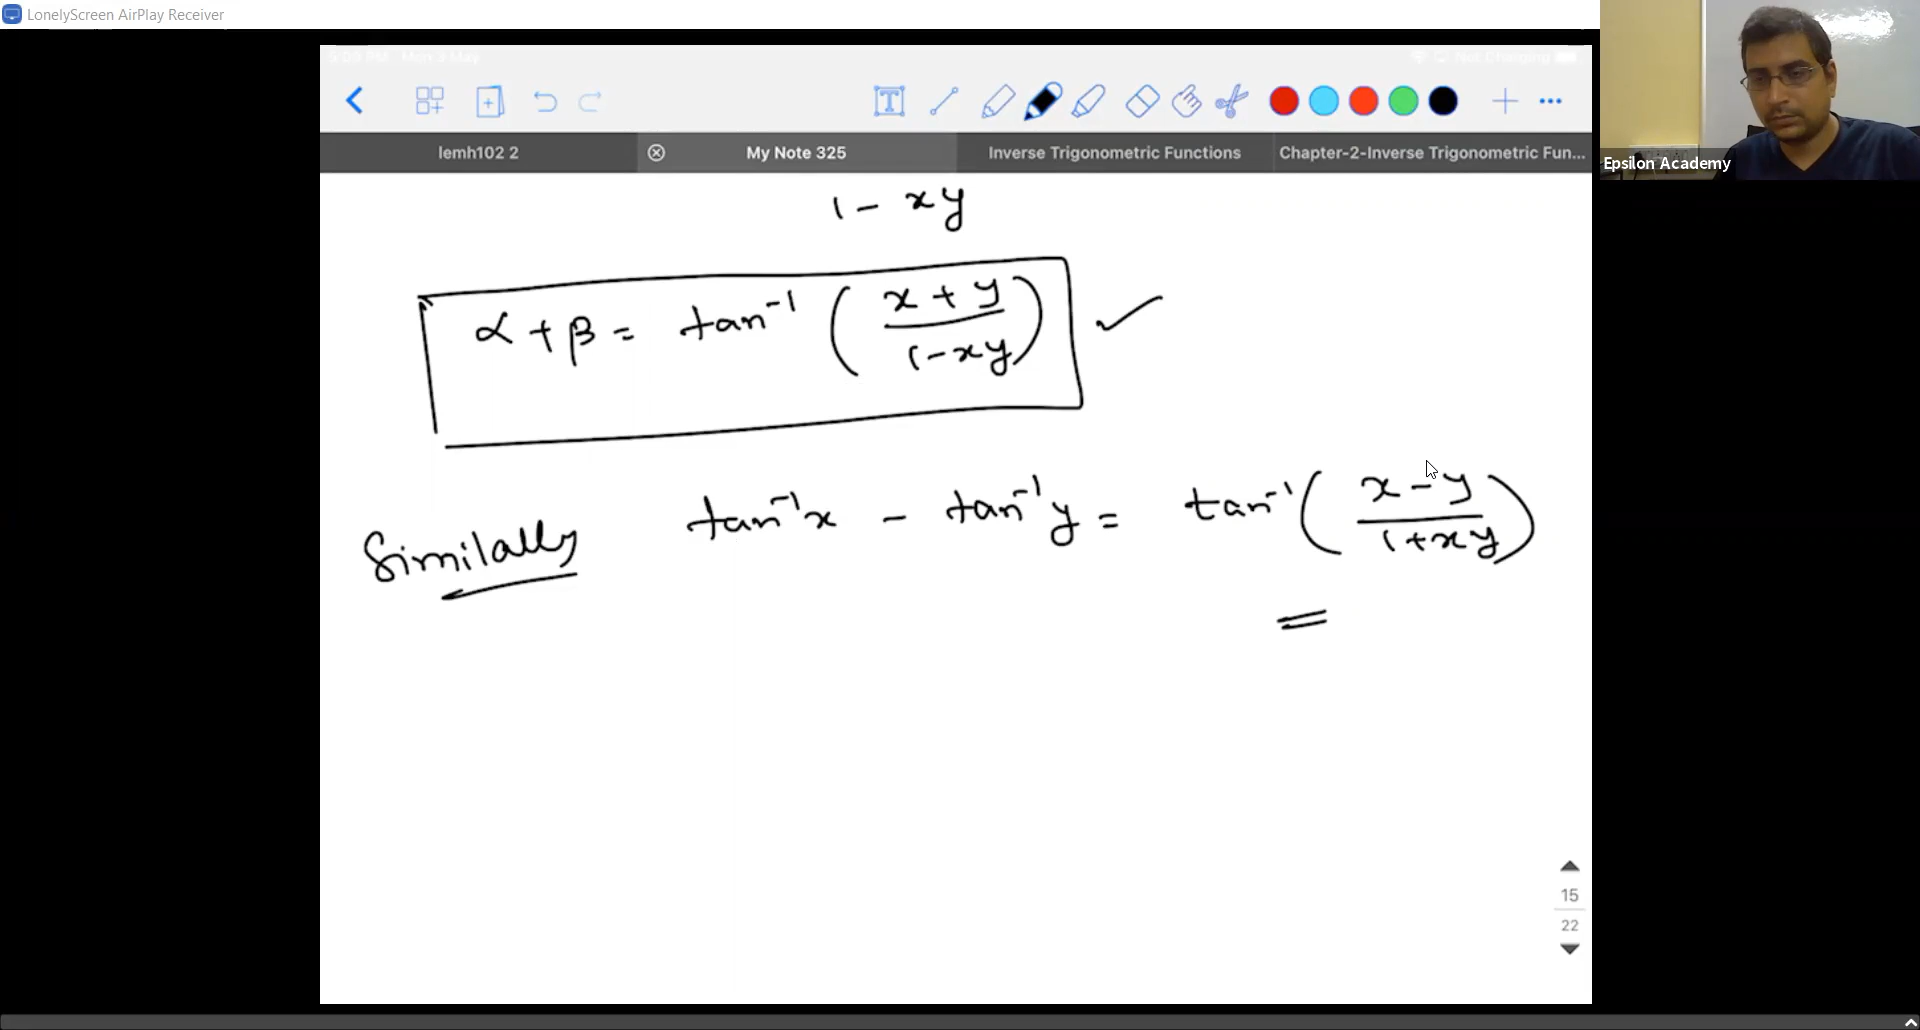 LonelyScreen AirPlay Receiver
Epsilon Academy
lemh102 2
My Note 325
Inverse Trigonometric Functions
Chapter-2-Inverse Trigonometric Fun...
1 - xy
α + β = tan⁻¹ ( x + y / 1 - xy )
Similally tan⁻¹x - tan⁻¹y = tan⁻¹ ( x - y / 1 + xy )
15
22